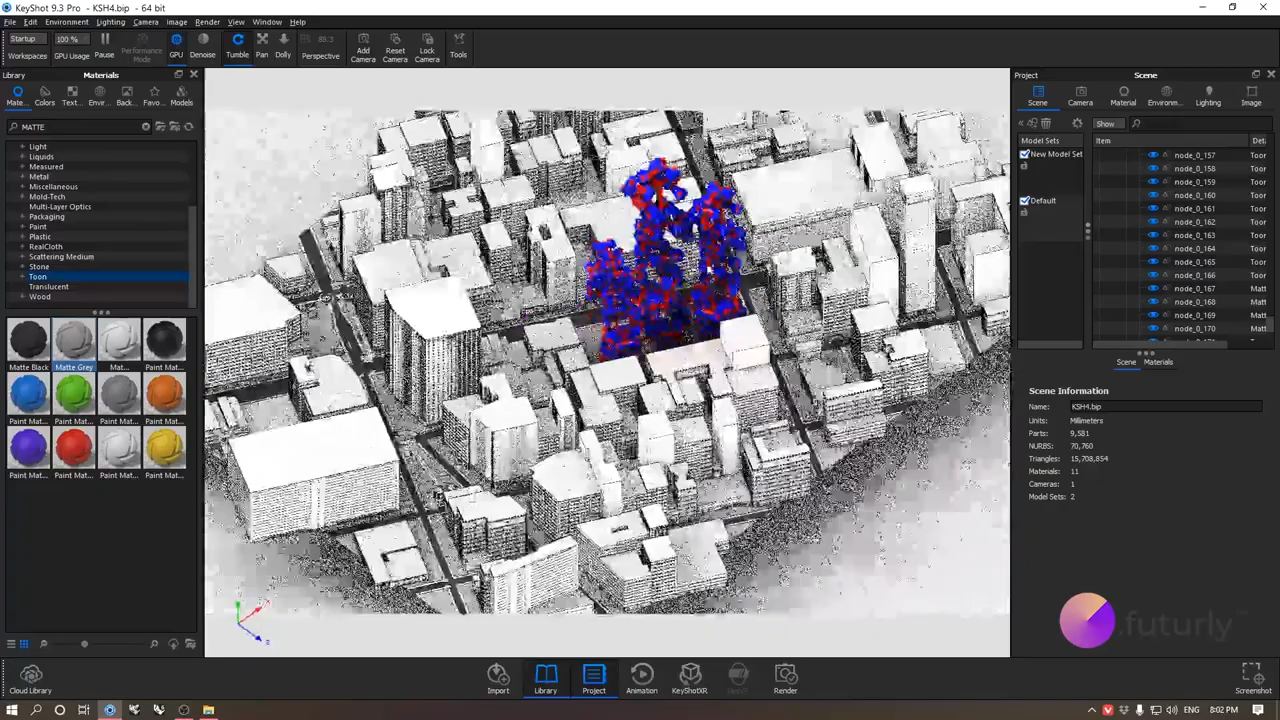 KeyShot 9.3 Pro - KSH4.bip - 64 bit
File Edit Environment Lighting Camera Image Render View Window Help
Startup
Workspaces
100 %
GPU Usage
Pause
Performance Mode
GPU
Denoise
Tumble
Pan
Dolly
Perspective
Add Camera
Reset Camera
Lock Camera
Tools
Library
Materials
Mate... Colors Text... Envir... Back... Favo... Models
MATTE
Light
Liquids
Measured
Metal
Miscellaneous
Mold-Tech
Multi-Layer Optics
Packaging
Paint
Plastic
RealCloth
Scattering Medium
Stone
Toon
Translucent
Wood
Matte Black Matte Grey Mat... Paint Mat...
Paint Mat... Paint Mat... Paint Mat... Paint Mat...
Paint Mat... Paint Mat... Paint Mat... Paint Mat...
Cloud Library
Import Library Project Animation KeyShotXR KeyVR Render
Screenshot
Project
Scene
Scene Camera Material Environ... Lighting Image
Show
Model Sets
New Model Set
Default
Item
node_0_157 Toor
node_0_158 Toor
node_0_159 Toor
node_0_160 Toor
node_0_161 Toor
node_0_162 Toor
node_0_163 Toor
node_0_164 Toor
node_0_165 Toor
node_0_166 Toor
node_0_167 Matt
node_0_168 Matt
node_0_169 Matt
node_0_170 Matt
Scene Materials
Scene Information
Name: KSH4.bip
Units: Millimeters
Parts: 9,581
NURBS: 70,760
Triangles: 15,708,854
Materials: 11
Cameras: 1
Model Sets: 2
.futurly
ENG 8:02 PM